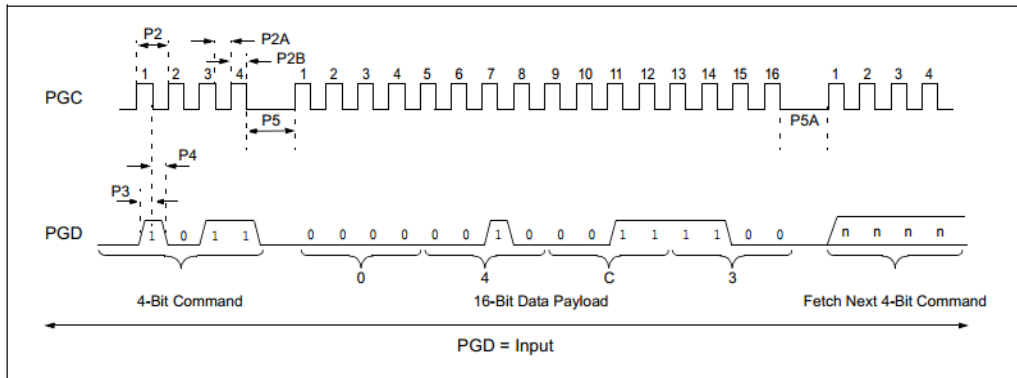 P2
P2A
P2B
1 2 3 4 1 2 3 4 5 6 7 8 9 10 11 12 13 14 15 16 1 2 3 4
PGC
P5 P5A
P4
P3
PGD 1 0 1 1 0 0 0 0 0 0 1 0 0 0 1 1 1 1 0 0 n n n n
0 4 C 3
4-Bit Command 16-Bit Data Payload Fetch Next 4-Bit Command
PGD = Input